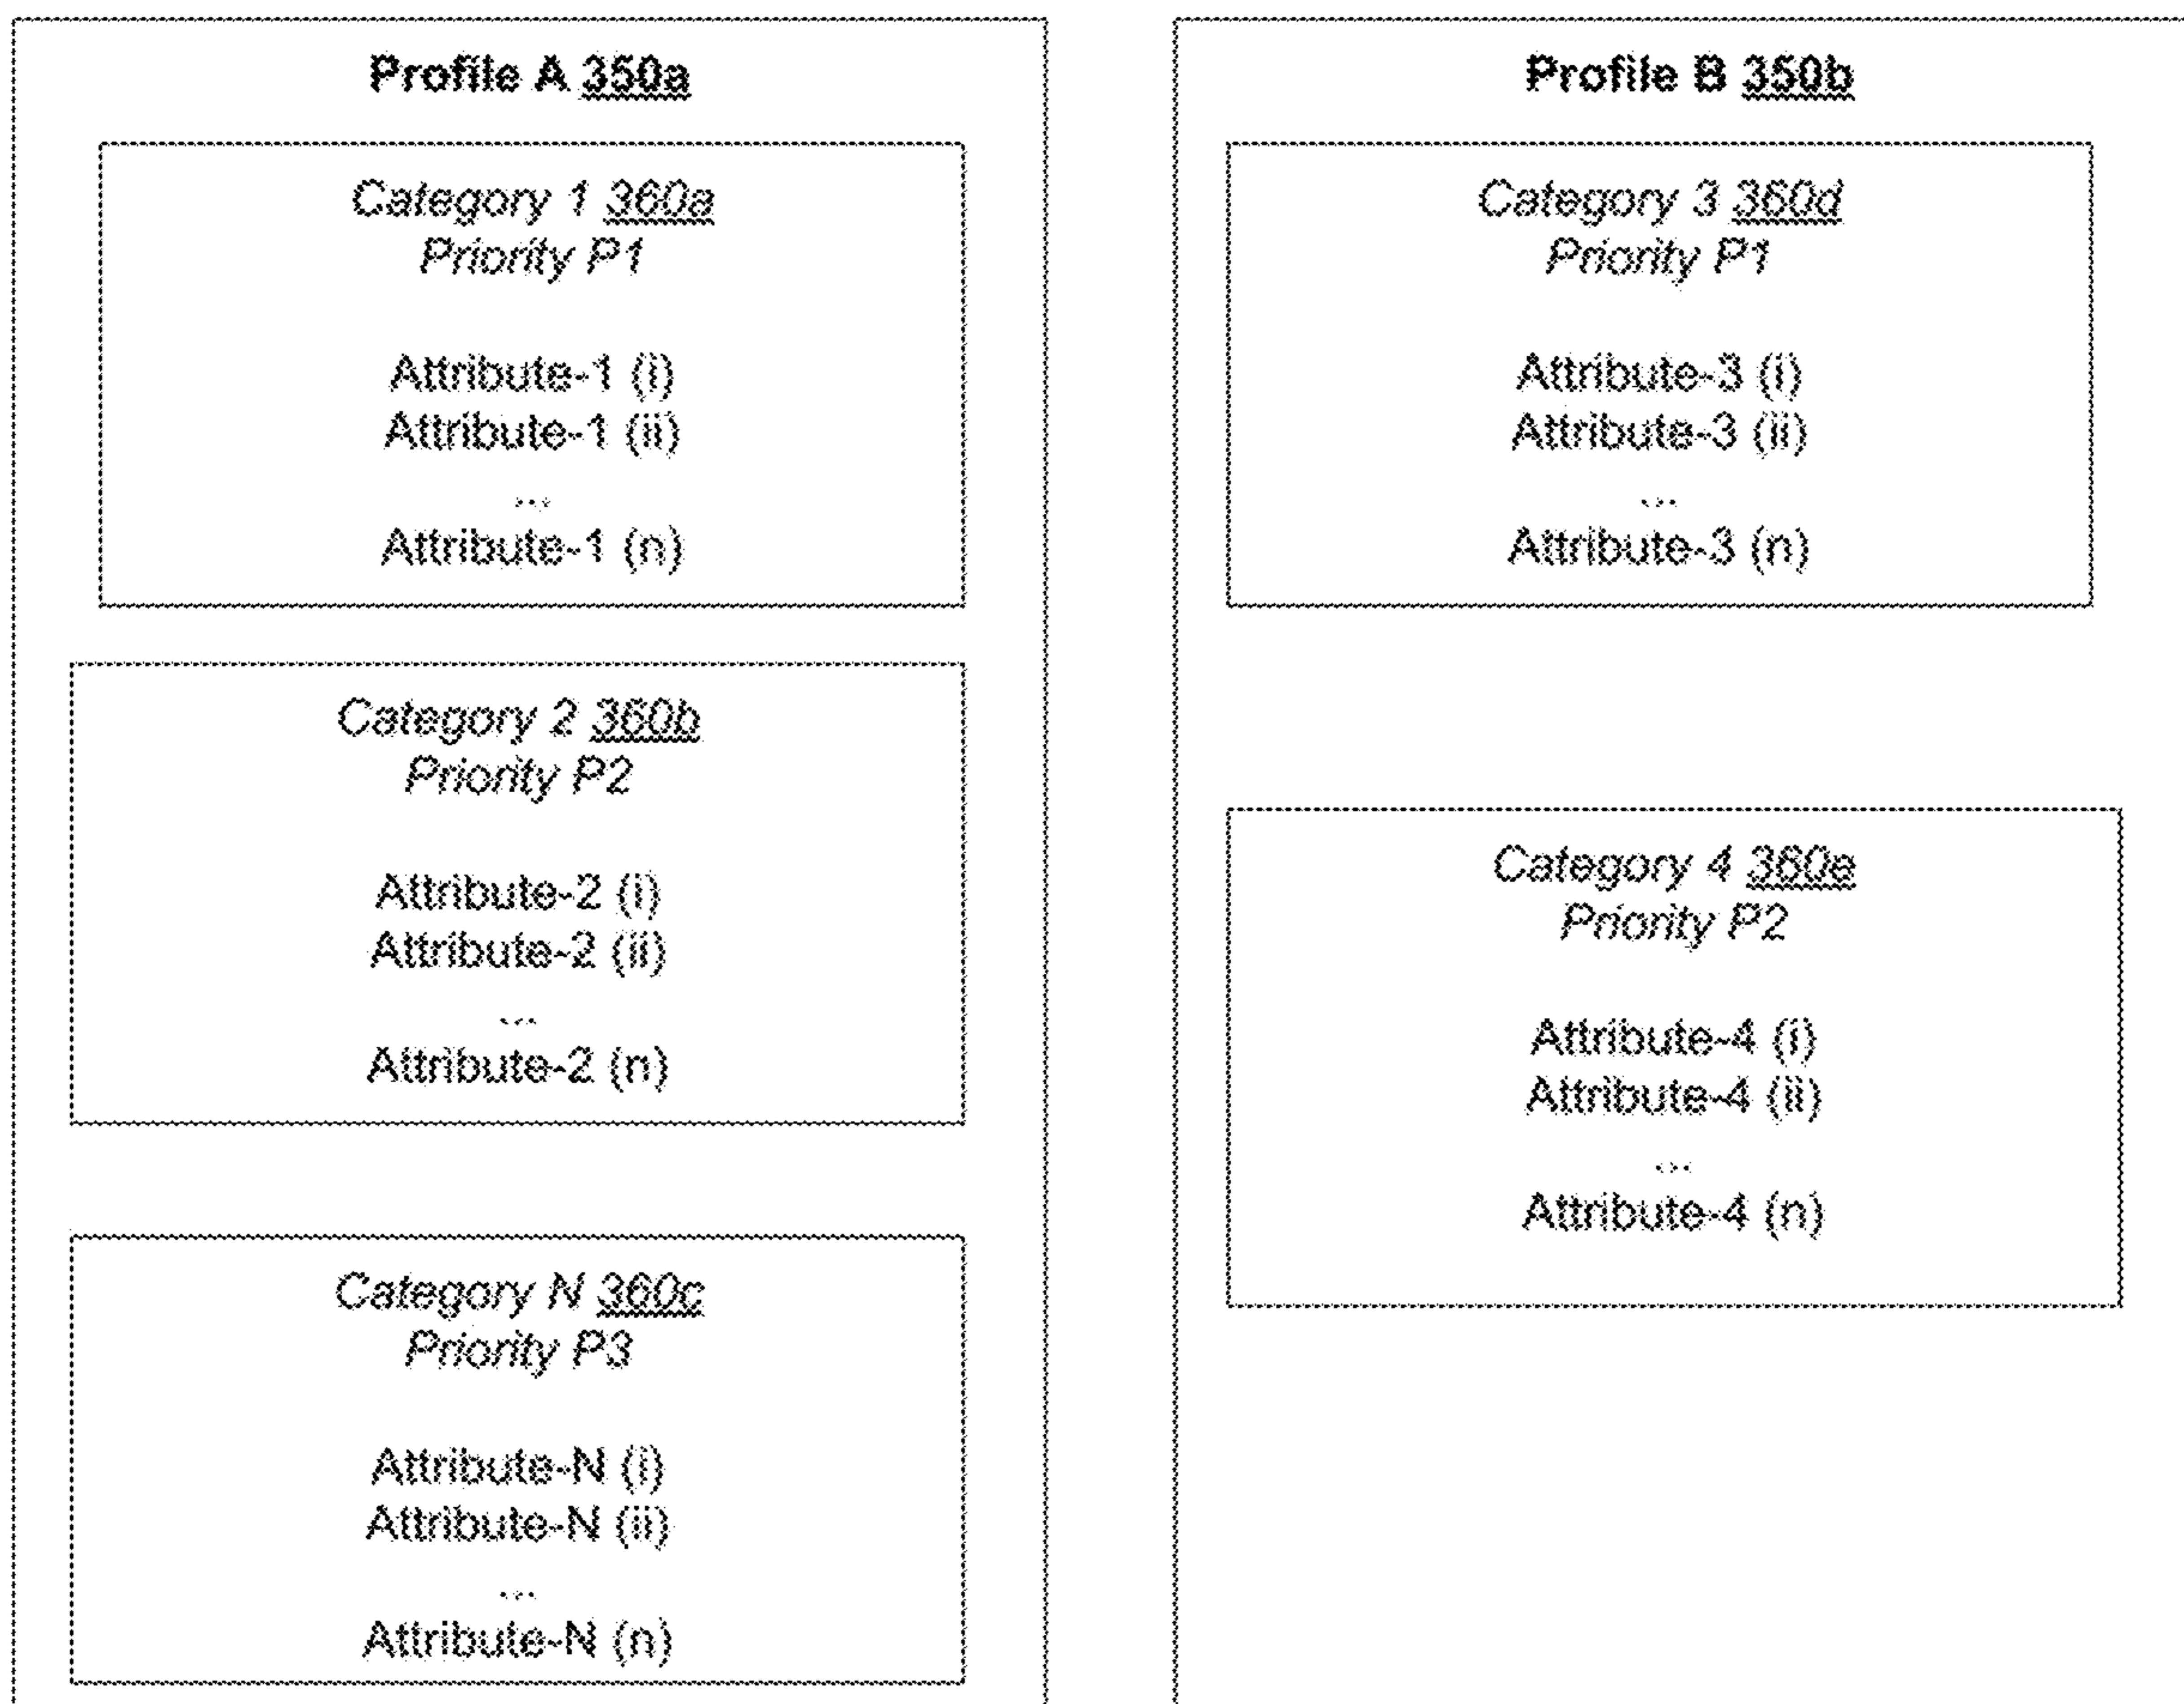 Profile A 350a
Category 1 360a
Priority P1
Attribute-1 (i)
Attribute-1 (ii)
...
Attribute-1 (n)
Category 2 360b
Priority P2
Attribute-2 (i)
Attribute-2 (ii)
...
Attribute-2 (n)
Category N 360c
Priority P3
Attribute-N (i)
Attribute-N (ii)
...
Attribute-N (n)
Profile B 350b
Category 3 360d
Priority P1
Attribute-3 (i)
Attribute-3 (ii)
...
Attribute-3 (n)
Category 4 360e
Priority P2
Attribute-4 (i)
Attribute-4 (ii)
...
Attribute-4 (n)